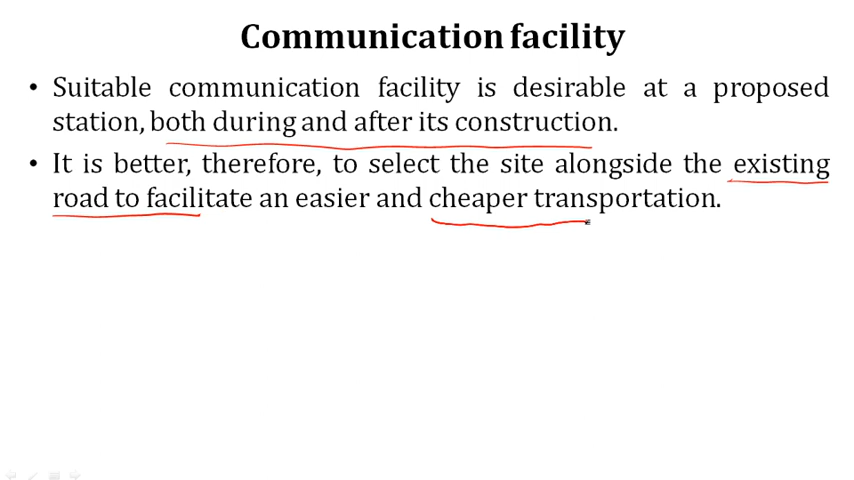 Communication facility
• Suitable communication facility is desirable at a proposed
station, both during and after its construction.
• It is better, therefore, to select the site alongside the existing
road to facilitate an easier and cheaper transportation.